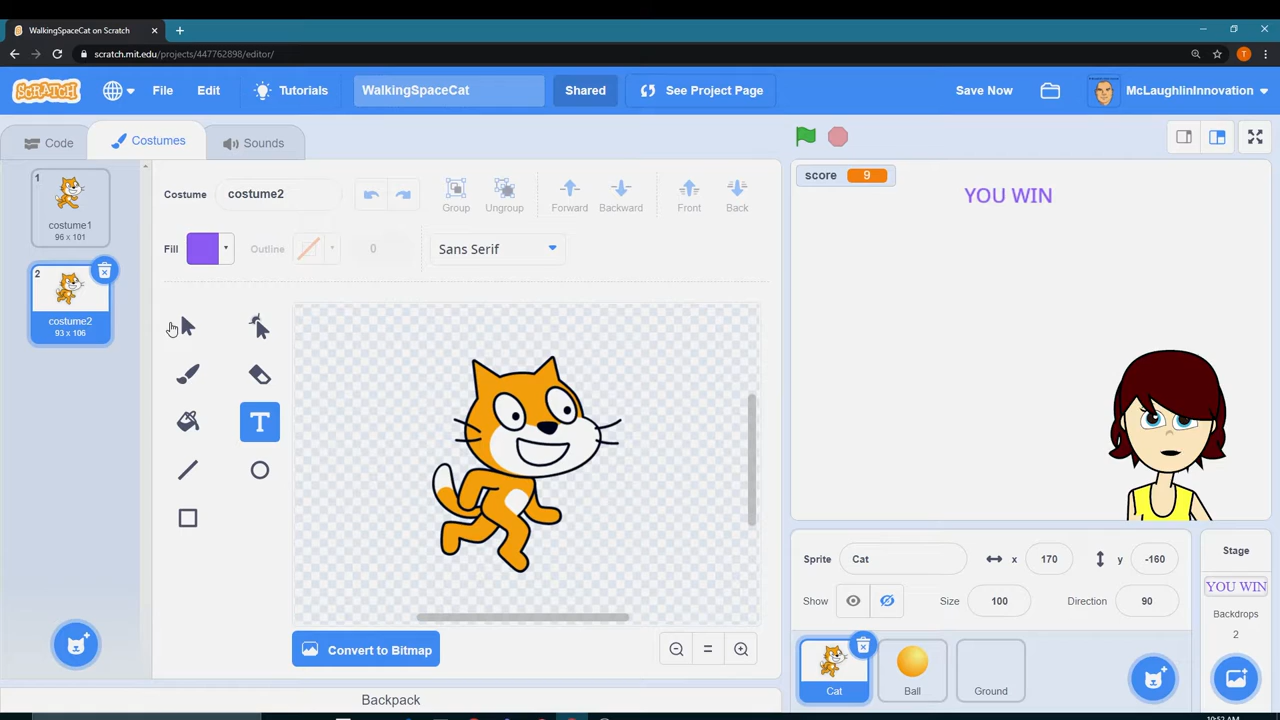 WalkingSpaceCat on Scratch
scratch.mit.edu/projects/447762898/editor/
T
SCRATCH
Tutorials
File
Edit
WalkingSpaceCat
Shared
See Project Page
Save Now
McLaughlinInnovation
Code
Costumes
Sounds
1
costume1
96 x 101
2
costume2
93 x 106
Costume
costume2
Group
Ungroup
Forward
Backward
Front
Back
Fill
Outline
0
Sans Serif
T
Convert to Bitmap
Backpack
score 9
YOU WIN
Sprite
Cat
x
170
y
-160
Show
Size
100
Direction
90
Cat
Ball
Ground
Stage
YOU WIN
Backdrops
2